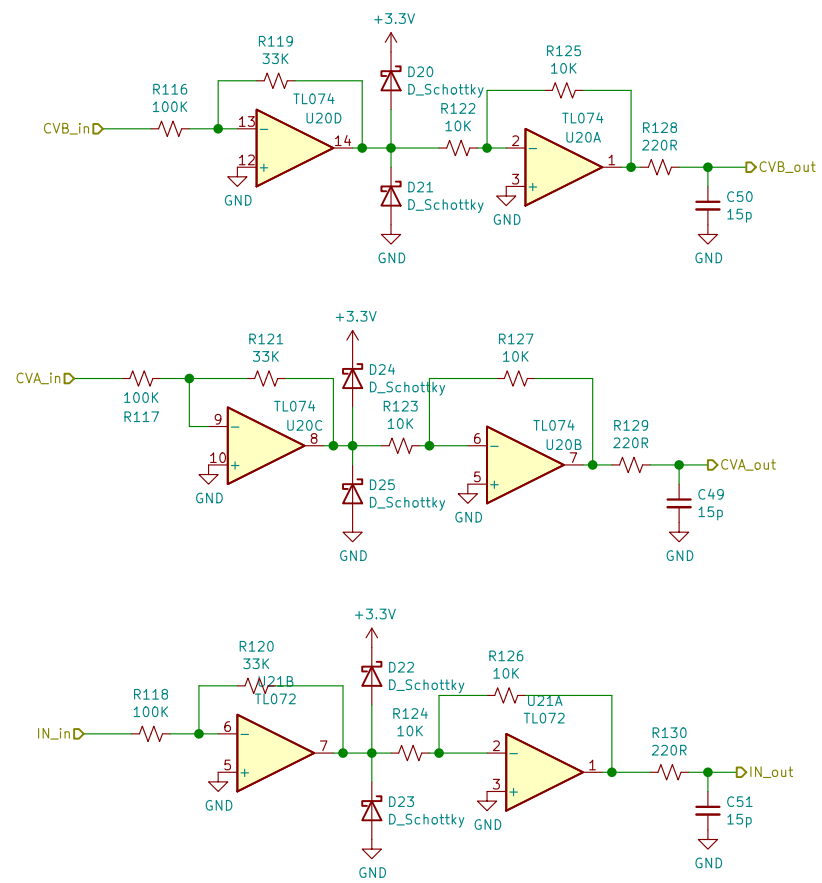 +3.3V
R119
33K
R125
10K
D20
D_Schottky
R116
100K
TL074
U20D
R122
10K
TL074
U20A
R128
220R
CVB_in
13
14
12
2
1
3
CVB_out
GND
D21
D_Schottky
GND
C50
15p
GND
GND
+3.3V
R121
33K
R127
10K
D24
D_Schottky
CVA_in
100K
R117
TL074
U20C
R123
10K
TL074
U20B
R129
220R
9
8
10
6
7
5
CVA_out
GND
D25
D_Schottky
GND
C49
15p
GND
GND
+3.3V
R120
33K
U21B
TL072
R126
10K
D22
D_Schottky
R118
100K
R124
10K
U21A
TL072
R130
220R
IN_in
6
7
5
2
1
3
IN_out
GND
D23
D_Schottky
GND
C51
15p
GND
GND